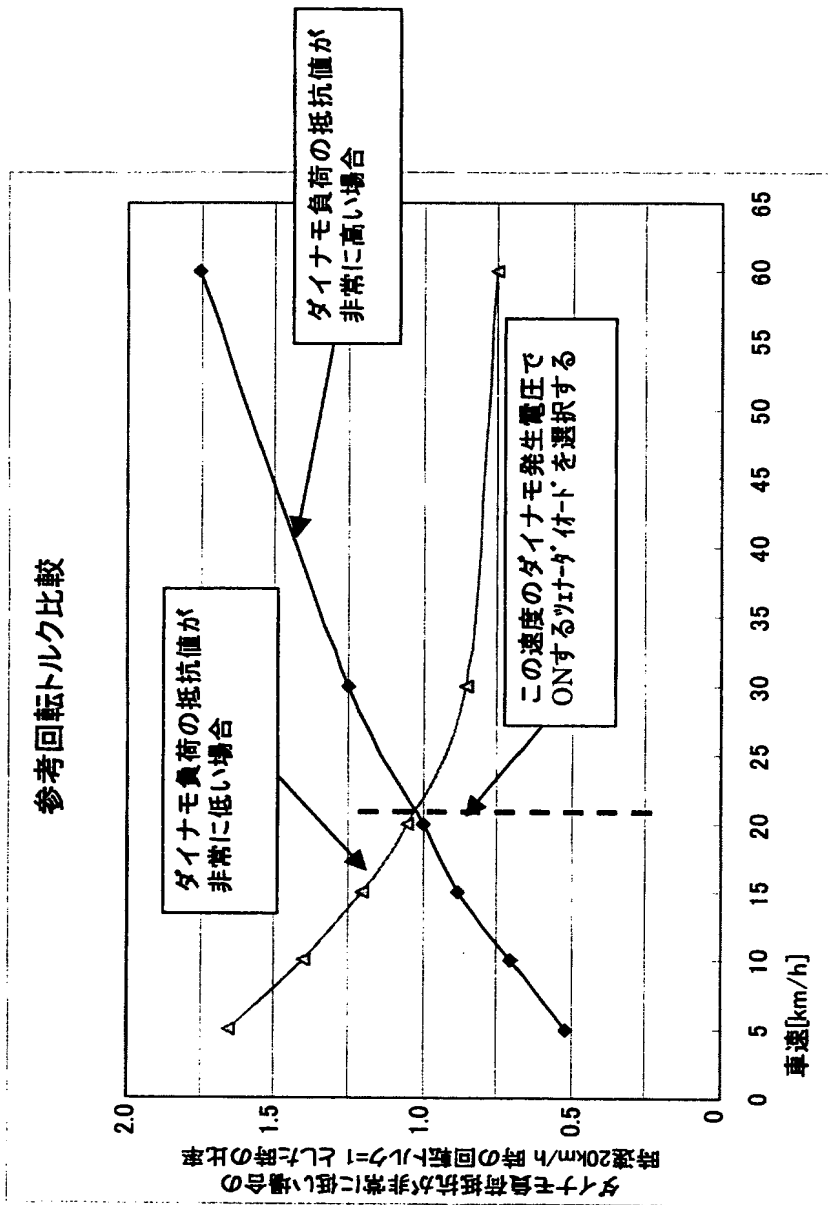 参考回転トルク比較
ダイナモ負荷抵抗が非常に低い場合の
時速20km/h 時の回転トルク=1 とした時の比率
2.0
1.5
1.0
0.5
0
ダイナモ負荷の抵抗値が
非常に低い場合
ダイナモ負荷の抵抗値が
非常に高い場合
この速度のダイナモ発生電圧で
ONするツェナーダイオードを選択する
0 5 10 15 20 25 30 35 40 45 50 55 60 65
車速[km/h]